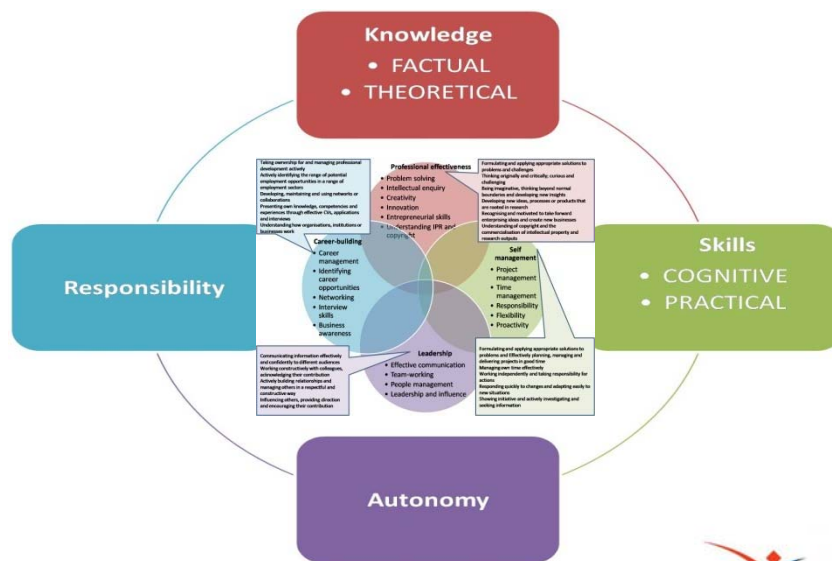 Knowledge
• FACTUAL
• THEORETICAL
Taking ownership for and managing professional
development actively
Actively identifying the range of potential
employment opportunities in a range of
employment sectors
Developing, maintaining and using networks or
collaborations
Presenting own knowledge, competencies and
experiences through effective CVs, applications
and interviews
Understanding how organisations, institutions or
businesses work
Professional effectiveness
• Problem solving
• Intellectual enquiry
• Creativity
• Innovation
• Entrepreneurial skills
• Understanding IPR and
copyright
Formulating and applying appropriate solutions to
problems and challenges
Thinking originally and critically; curious and
challenging
Being imaginative, thinking beyond normal
boundaries and developing new insights
Developing new ideas, processes or products that
are rooted in research
Recognising and motivated to take forward
enterprising ideas and create new businesses
Understanding of copyright and the
commercialisation of intellectual property and
research outputs
Responsibility
Career-building
• Career
management
• Identifying
career
opportunities
• Networking
• Interview
skills
• Business
awareness
Self
management
• Project
management
• Time
management
• Responsibility
• Flexibility
• Proactivity
Skills
• COGNITIVE
• PRACTICAL
Communicating information effectively
and confidently to different audiences
Working constructively with colleagues,
acknowledging their contribution
Actively building relationships and
managing others in a respectful and
constructive way
Influencing others, providing direction
and encouraging their contribution
Leadership
• Effective communication
• Team-working
• People management
• Leadership and influence
Formulating and applying appropriate solutions to
problems and Effectively planning, managing and
delivering projects in good time
Managing own time effectively
Working independently and taking responsibility for
actions
Responding quickly to changes and adapting easily to
new situations
Showing initiative and actively investigating and
seeking information
Autonomy